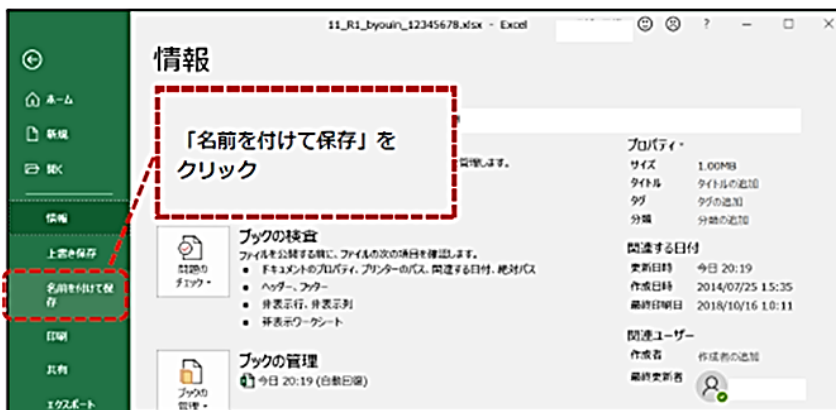 11_R1_byouin_12345678.xlsx - Excel
?
情報
ホーム
新規
開く
情報
上書き保存
名前を付けて保
存
印刷
共有
エクスポート
「名前を付けて保存」を
クリック
管理します。
問題の
チェック
ブックの検査
ファイルを公開する前に、ファイルの次の項目を確認します。
ドキュメントのプロパティ、プリンターのパス、関連する日付、絶対パス
ヘッダー、フッター
非表示行、非表示列
非表示ワークシート
ブックの
管理
ブックの管理
今日 20:19 (自動回復)
プロパティ
サイズ 1.00MB
タイトル タイトルの追加
タグ タグの追加
分類 分類の追加
関連する日付
更新日時 今日 20:19
作成日時 2014/07/25 15:35
最終印刷日 2018/10/16 10:11
関連ユーザー
作成者 作成者の追加
最終更新者